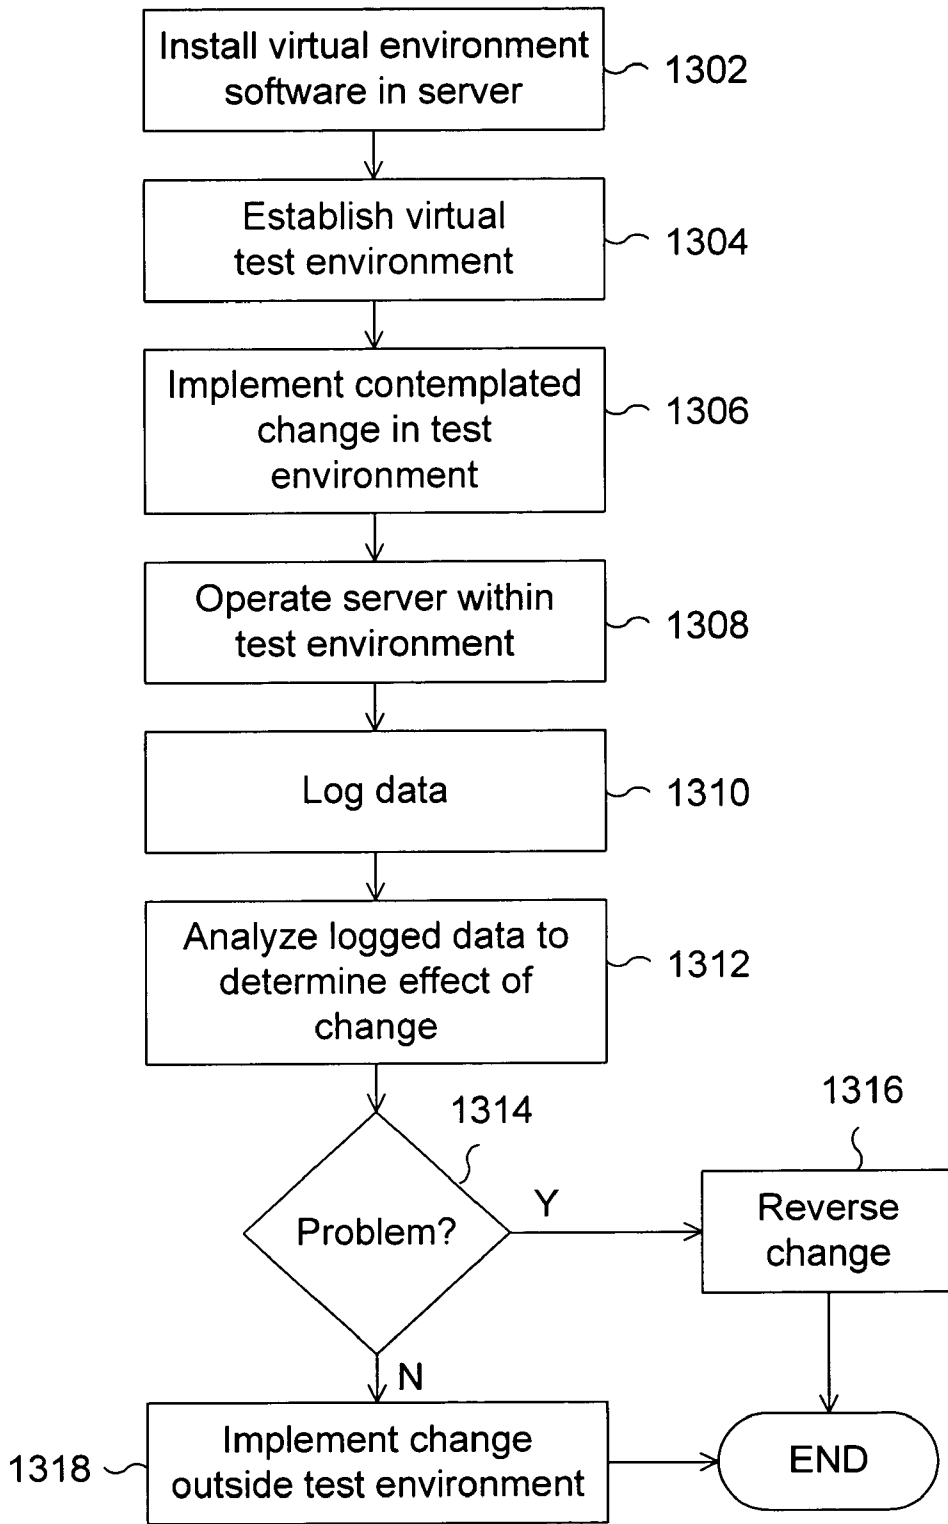 Install virtual environment
software in server
1302
Establish virtual
test environment
1304
Implement contemplated
change in test
environment
1306
Operate server within
test environment
1308
Log data
1310
Analyze logged data to
determine effect of
change
1312
1314
Problem?
Y
1316
Reverse
change
N
Implement change
outside test environment
1318
END